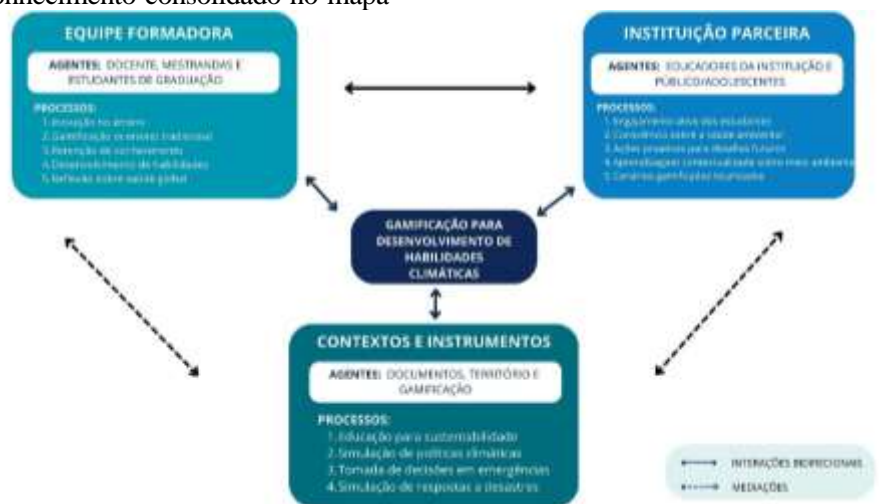 conhecimento consolidado no mapa
EQUIPE FORMADORA
AGENTES: DOCENTE, MESTRANDAS E
ESTUDANTES DE GRADUAÇÃO
PROCESSOS:
1. Inovação no ensino
2. Gamificação vs ensino tradicional
3. Retenção de conhecimento
4. Desenvolvimento de habilidades
5. Reflexão sobre saúde global
INSTITUIÇÃO PARCEIRA
AGENTES: EDUCADORES DA INSTITUIÇÃO E
PÚBLICO/ADOLESCENTES
PROCESSOS:
1. Engajamento ativo dos estudantes
2. Consciência sobre a saúde ambiental
3. Ações proativas para desafios futuros
4. Aprendizagem contextualizada sobre meio ambiente
5. Cenários gamificados
GAMIFICAÇÃO PARA
DESENVOLVIMENTO DE
HABILIDADES
CLIMÁTICAS
CONTEXTOS E INSTRUMENTOS
AGENTES: DOCUMENTOS, TERRITÓRIO E
GAMIFICAÇÃO
PROCESSOS:
1. Educação para sustentabilidade
2. Simulação de políticas climáticas
3. Tomada de decisões em emergências
4. Simulação de respostas a desastres
INTERAÇÕES BIDIRECIONAIS
MEDIAÇÕES